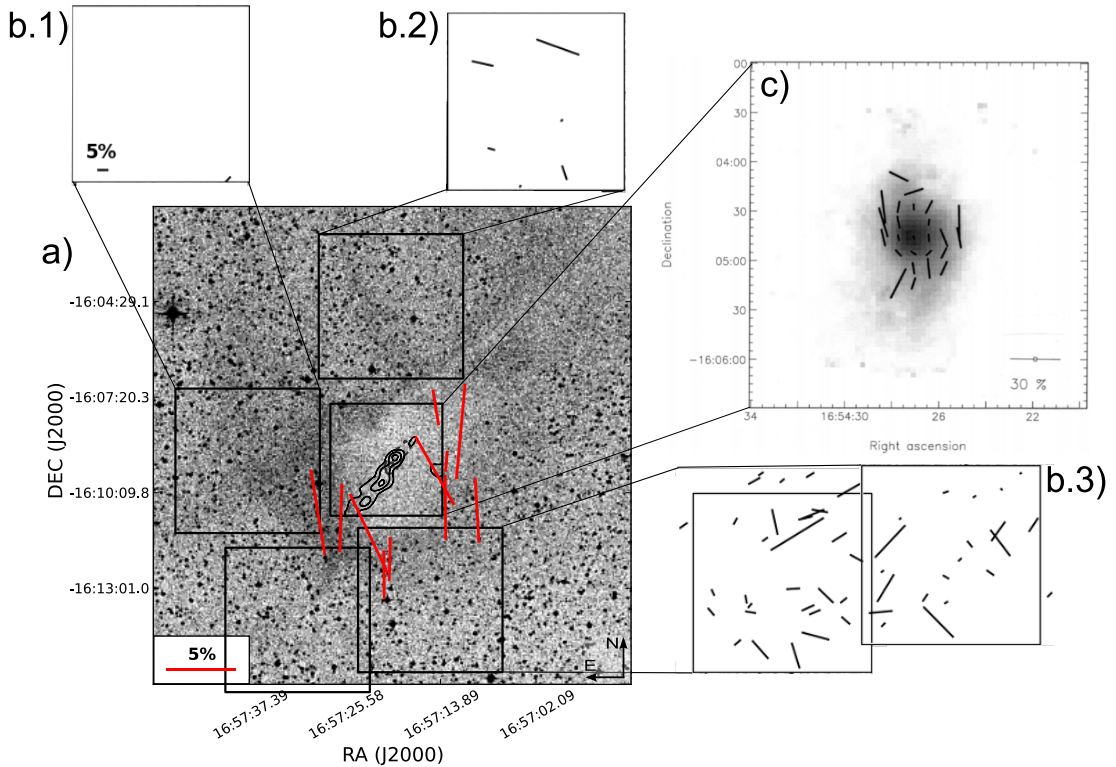 b.1)
5%
b.2)
c)
00
30
04:00
30
05:00
30
-16:06:00
Declination
30 %
34
16:54:30
26
22
Right ascension
a)
-16:04:29.1
-16:07:20.3
-16:10:09.8
-16:13:01.0
DEC (J2000)
5%
N
E
16:57:37.39
16:57:25.58
16:57:13.89
16:57:02.09
RA (J2000)
b.3)